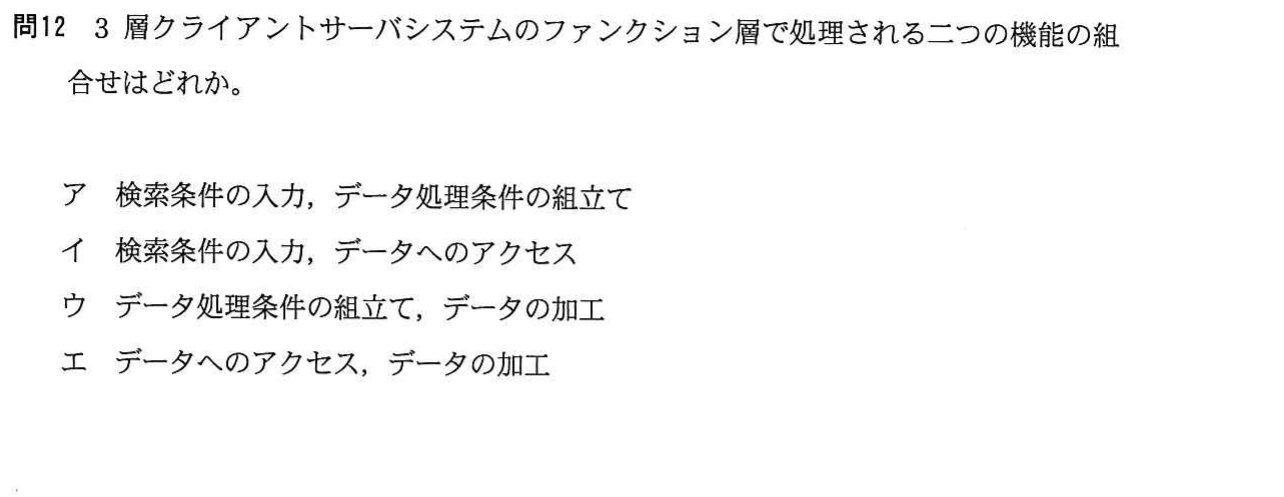 問12 3 層クライアントサーバシステムのファンクション層で処理される二つの機能の組
合せはどれか。
ア 検索条件の入力，データ処理条件の組立て
イ 検索条件の入力，データへのアクセス
ウ データ処理条件の組立て，データの加工
エ データへのアクセス，データの加工